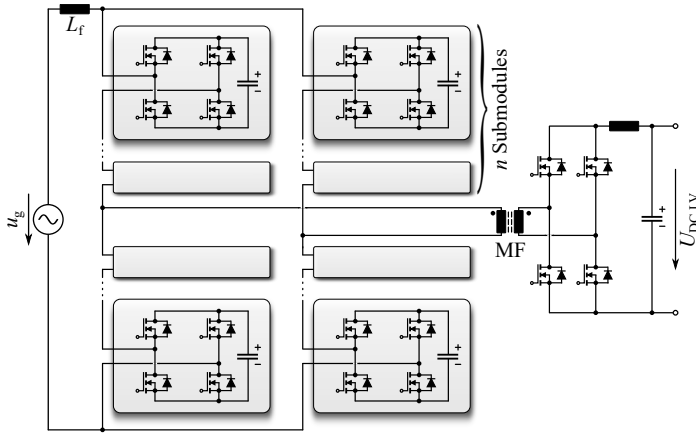 L_f
+
−
+
−
n Submodules
u_g
MF
+
−
U_DC,LV
+
−
+
−